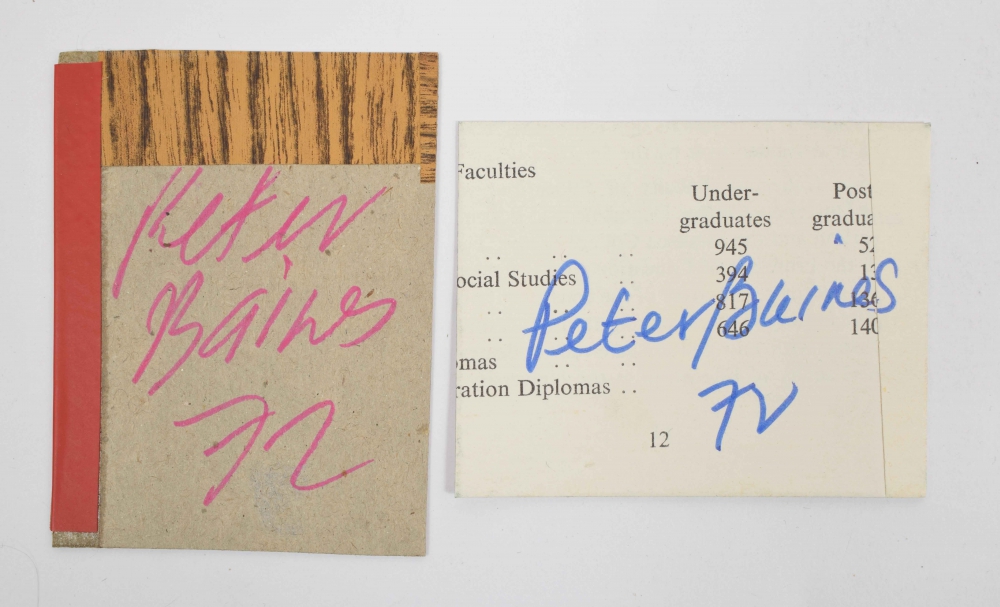 Peter
Baines
72
Faculties
Under-
graduates
Post
gradua
945 52
.. .. ..
ocial Studies .. 394 13
.. .. .. 817 136
.. .. .. 646 140
omas .. ..
ration Diplomas ..
12
Peter Baines
72